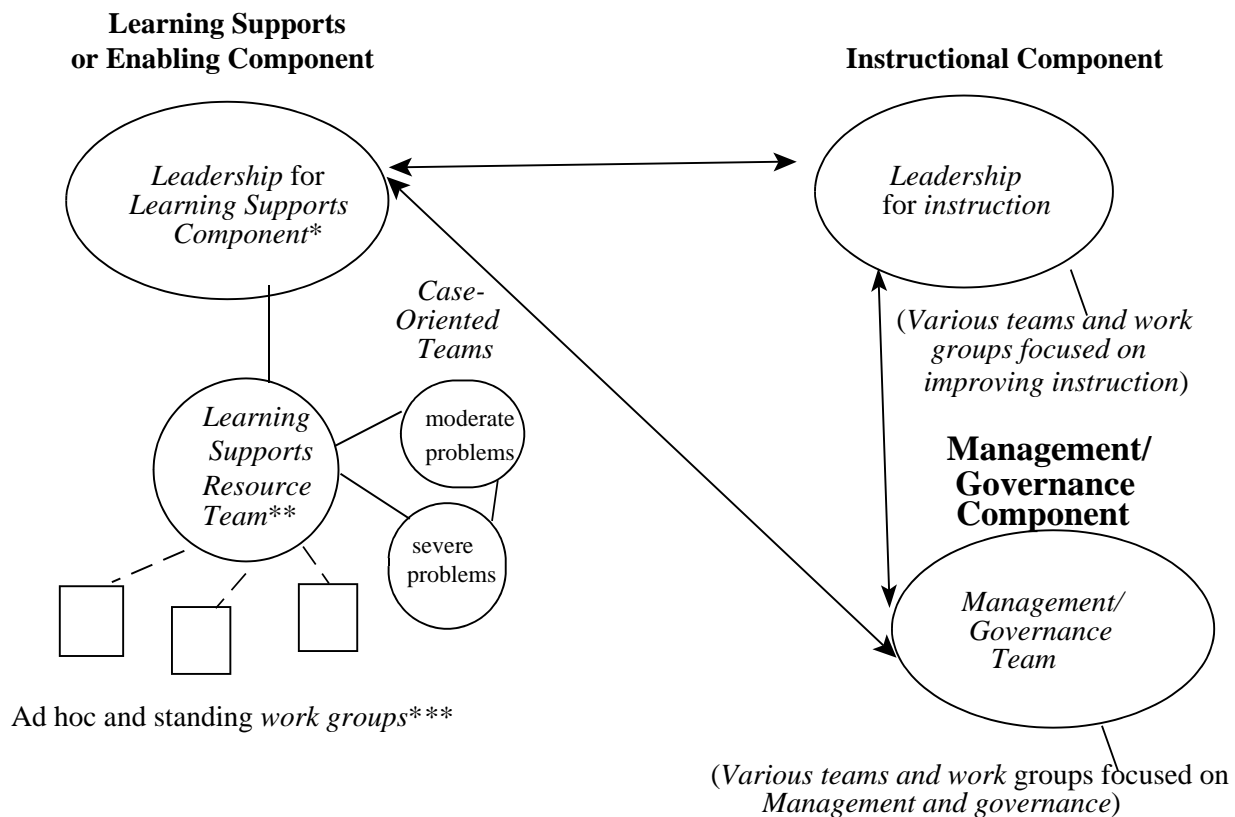 Learning Supports
or Enabling Component
Instructional Component
Leadership for
Learning Supports
Component*
Leadership
for instruction
Case-
Oriented
Teams
(Various teams and work
groups focused on
improving instruction)
Learning
Supports
Resource
Team**
moderate
problems
severe
problems
Management/
Governance
Component
Management/
Governance
Team
Ad hoc and standing work groups***
(Various teams and work groups focused on
Management and governance)